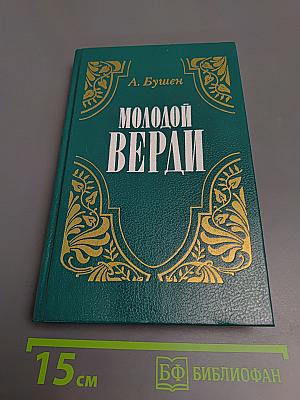 А. Бушен
МОЛОДОЙ
ВЕРДИ
15 см
БФ БИБЛИОФАН